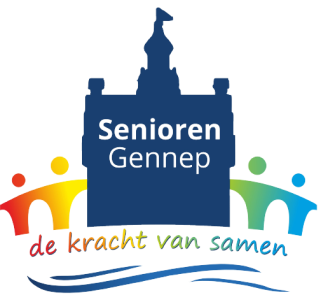 Senioren
Gennep
de kracht van samen